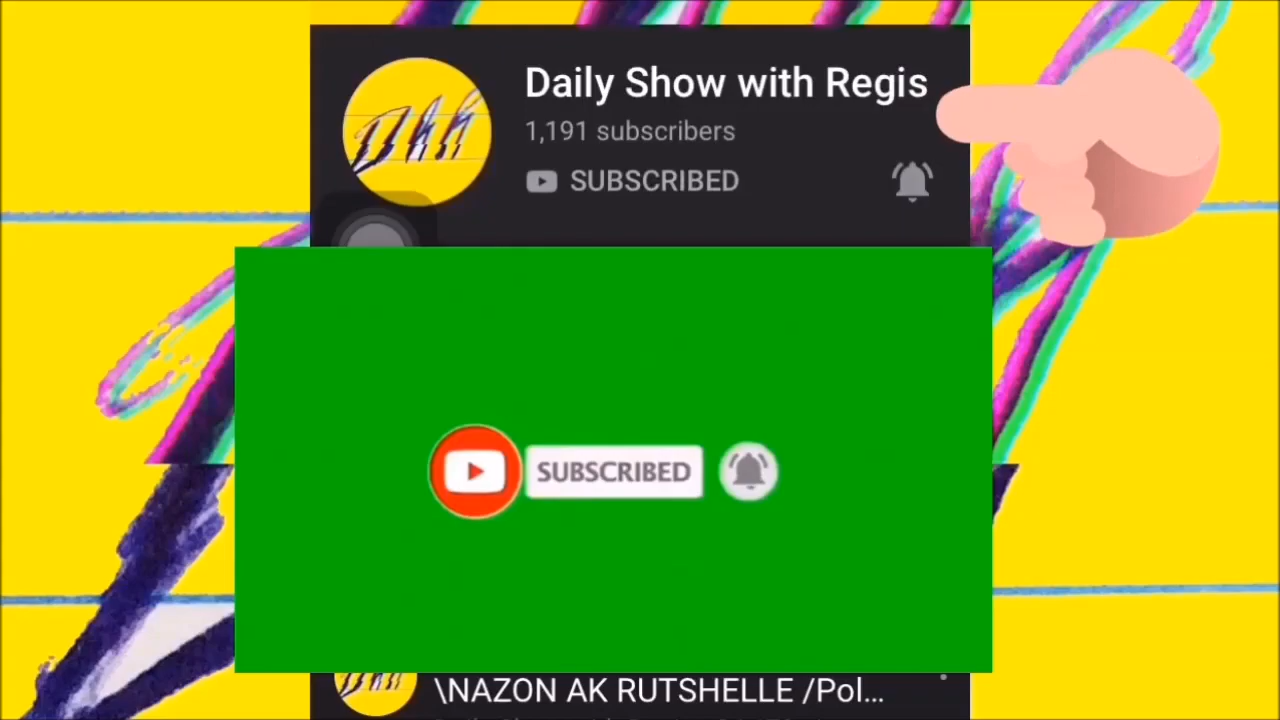 Daily Show with Regis
1,191 subscribers
SUBSCRIBED
SUBSCRIBED
\NAZON AK RUTSHELLE /Pol...